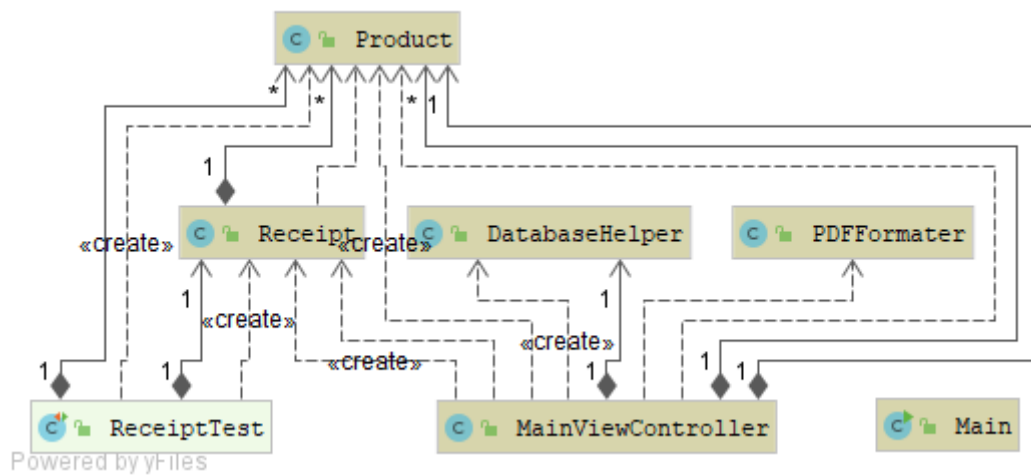 Product
* * * 1
1 1
«create»
Receipt
«create»
DatabaseHelper
PDFFormater
1 1
«create» «create» «create»
1 1 1 1 1
ReceiptTest
MainViewController
Main
Powered by yFiles